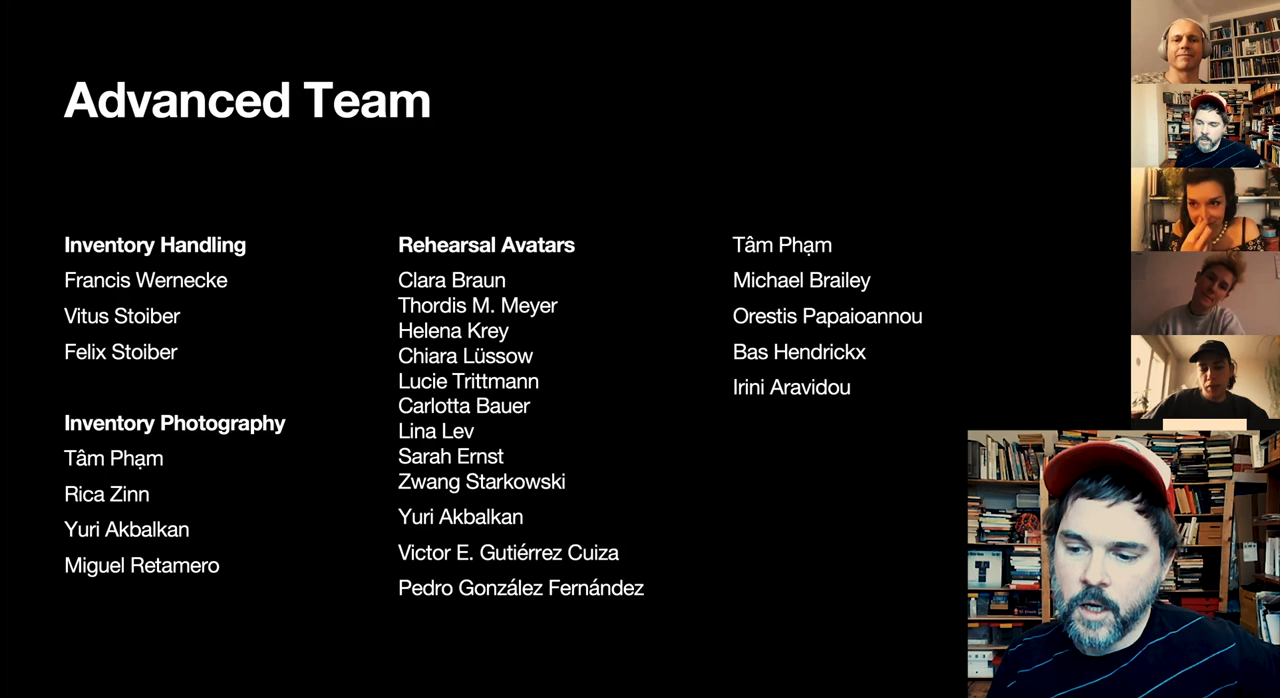 Advanced Team
Inventory Handling
Francis Wernecke
Vitus Stoiber
Felix Stoiber
Inventory Photography
Tâm Phạm
Rica Zinn
Yuri Akbalkan
Miguel Retamero
Rehearsal Avatars
Clara Braun
Thordis M. Meyer
Helena Krey
Chiara Lüssow
Lucie Trittmann
Carlotta Bauer
Lina Lev
Sarah Ernst
Zwang Starkowski
Yuri Akbalkan
Victor E. Gutiérrez Cuiza
Pedro González Fernández
Tâm Phạm
Michael Brailey
Orestis Papaioannou
Bas Hendrickx
Irini Aravidou